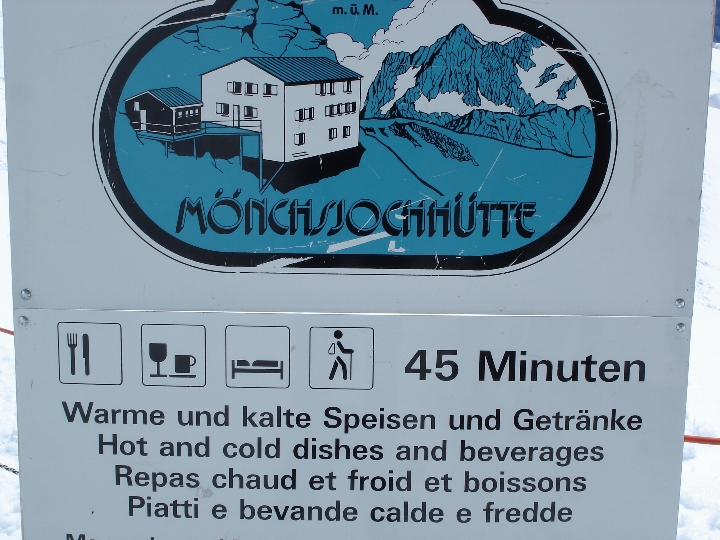 m. ü. M.
MÖNCHSJOCHHÜTTE
45 Minuten
Warme und kalte Speisen und Getränke
Hot and cold dishes and beverages
Repas chaud et froid et boissons
Piatti e bevande calde e fredde